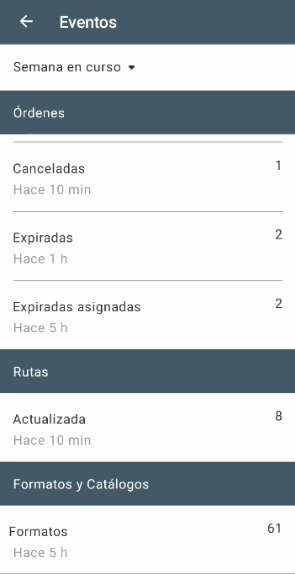 Eventos
Semana en curso
Órdenes
Canceladas 1
Hace 10 min
Expiradas 2
Hace 1 h
Expiradas asignadas 2
Hace 5 h
Rutas
Actualizada 8
Hace 10 min
Formatos y Catálogos
Formatos 61
Hace 5 h